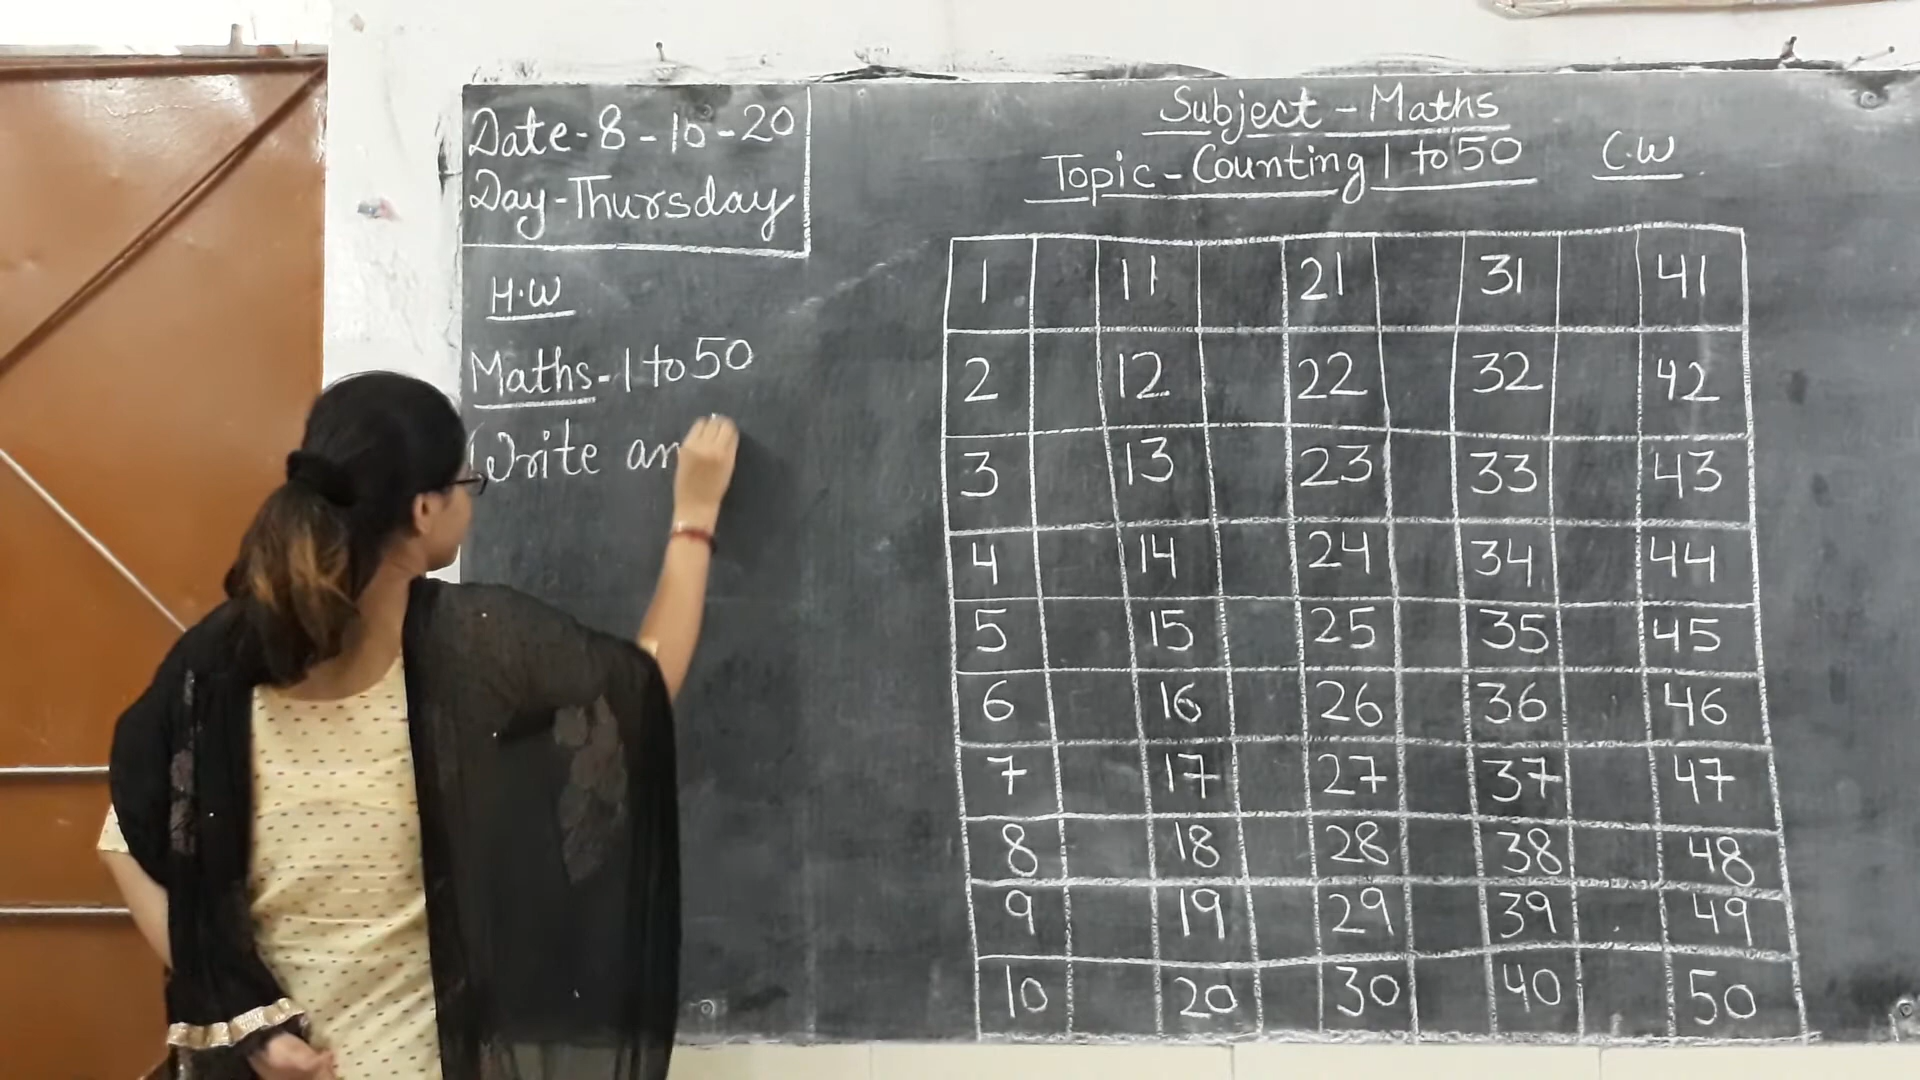 Date-8-10-20
Day-Thursday
H.W
Maths-1 to 50
(Write an
Subject-Maths
Topic-Counting 1 to 50 C.W
1 11 21 31 41
2 12 22 32 42
3 13 23 33 43
4 14 24 34 44
5 15 25 35 45
6 16 26 36 46
7 17 27 37 47
8 18 28 38 48
9 19 29 39 49
10 20 30 40 50